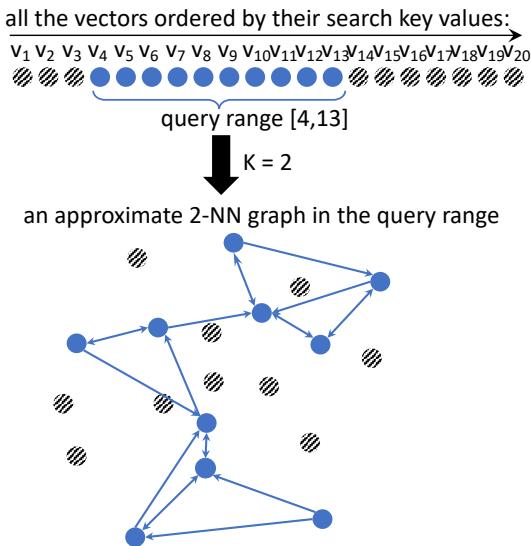 all the vectors ordered by their search key values:
v1 v2 v3 v4 v5 v6 v7 v8 v9 v10 v11 v12 v13 v14 v15 v16 v17 v18 v19 v20
query range [4,13]
K = 2
an approximate 2-NN graph in the query range